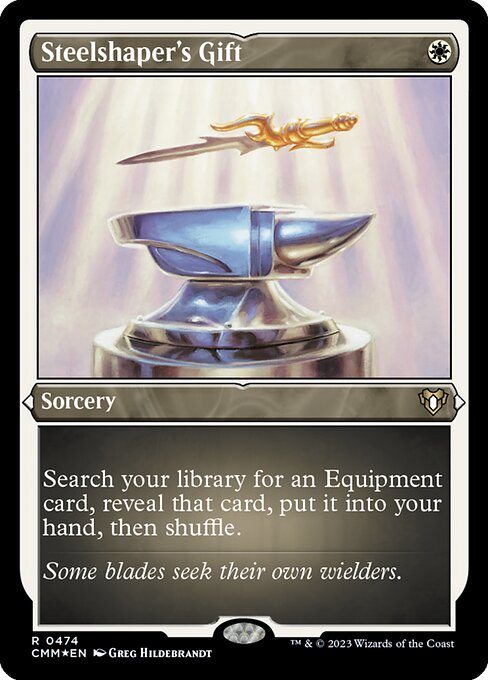 Steelshaper's Gift
Sorcery
Search your library for an Equipment
card, reveal that card, put it into your
hand, then shuffle.
Some blades seek their own wielders.
R 0474
CMM★EN Greg Hildebrandt
™ & © 2023 Wizards of the Coast